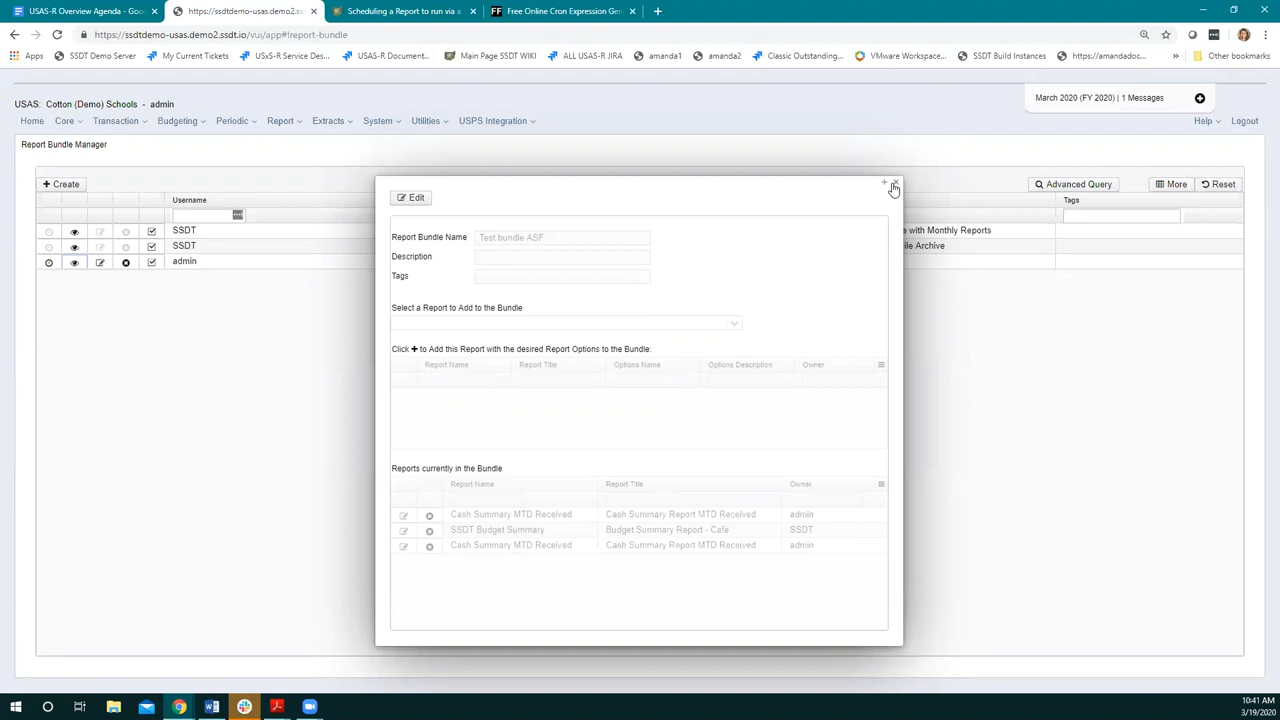 USAS-R Overview Agenda - Goo
https://ssdtdemo-usas.demo2.ss
Scheduling a Report to run via a
FF Free Online Cron Expression Gen
https://ssdtdemo-usas.demo2.ssdt.io/vui/app#!report-bundle
Apps SSDT Demo Server My Current Tickets USxS-R Service Des... USxS-R Document... Main Page SSDT WIKI ALL USAS-R JIRA amanda1 amanda2 Classic Outstanding... VMware Workspace... SSDT Build Instances https://amandadoc... » Other bookmarks
USAS: Cotton (Demo) Schools - admin
March 2020 (FY 2020) | 1 Messages
Home Core Transaction Budgeting Periodic Report Extracts System Utilities USPS Integration Help Logout
Report Bundle Manager
Create Advanced Query More Reset
Username Tags
SSDT with Monthly Reports
SSDT ile Archive
admin
Edit
Report Bundle Name Test bundle ASF
Description
Tags
Select a Report to Add to the Bundle
Click + to Add this Report with the desired Report Options to the Bundle:
Report Name Report Title Options Name Options Description Owner
Reports currently in the Bundle
Report Name Report Title Owner
Cash Summary MTD Received Cash Summary Report MTD Received admin
SSDT Budget Summary Budget Summary Report - Cafe SSDT
Cash Summary MTD Received Cash Summary Report MTD Received admin
10:41 AM
3/19/2020